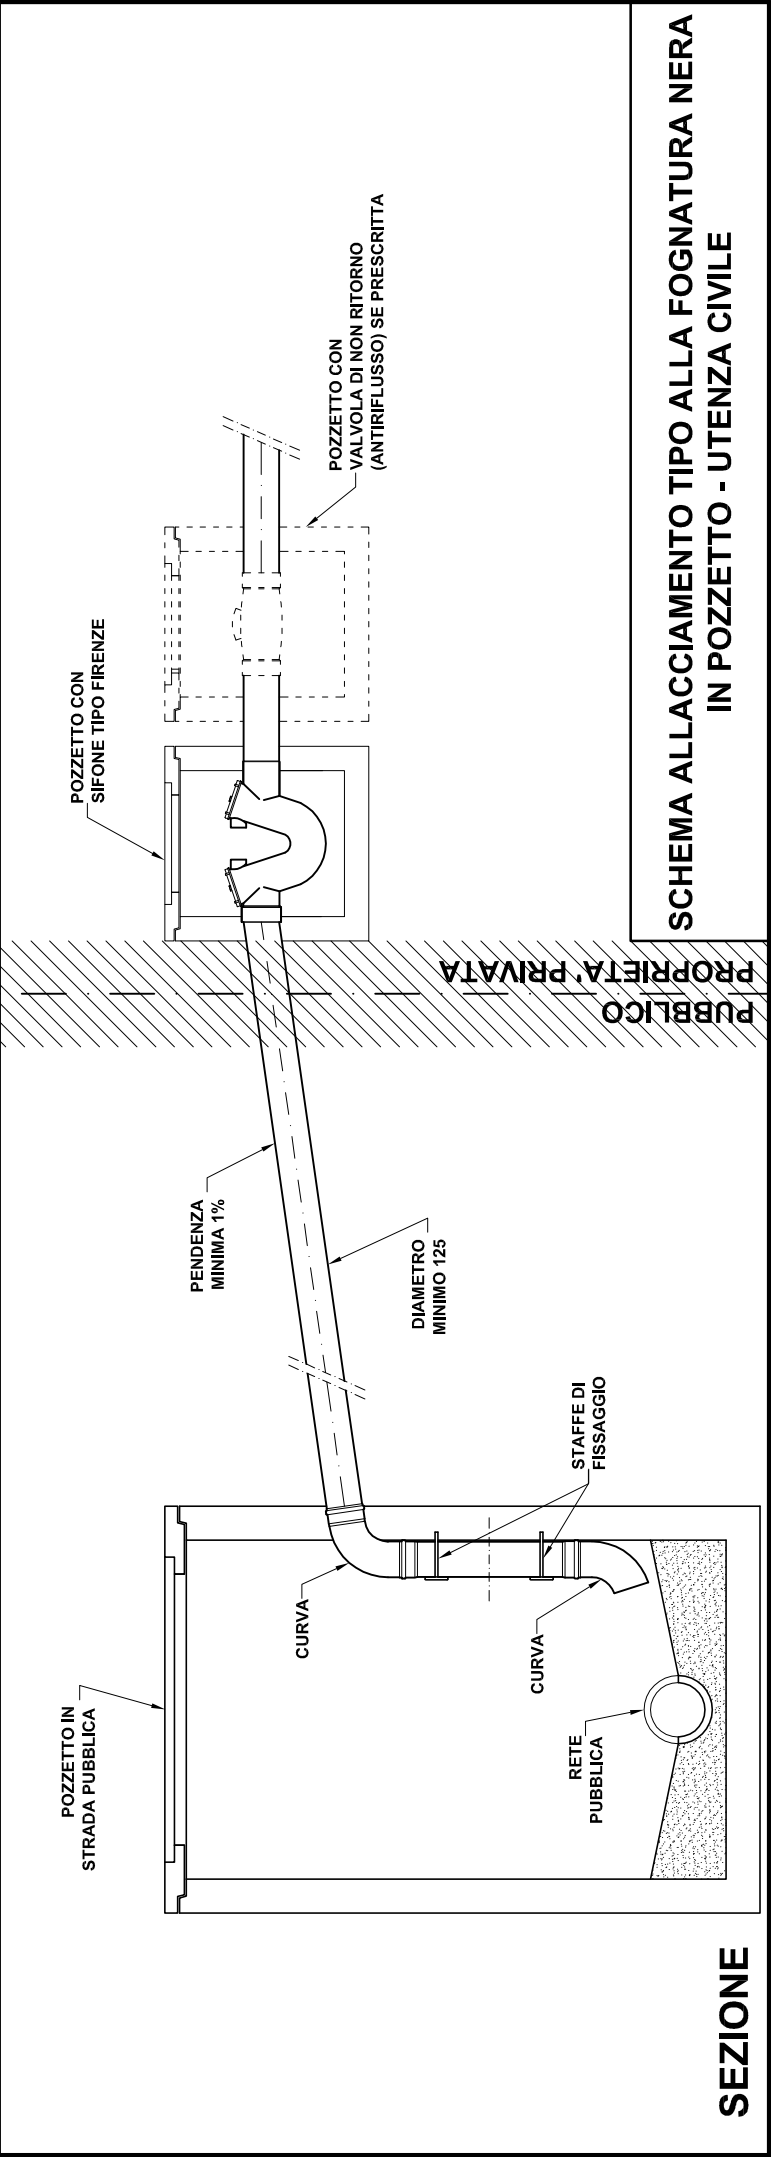 POZZETTO IN
STRADA PUBBLICA
CURVA
CURVA
RETE
PUBBLICA
STAFFE DI
FISSAGGIO
PENDENZA
MINIMA 1%
DIAMETRO
MINIMO 125
PUBBLICO
PROPRIETA' PRIVATA
POZZETTO CON
SIFONE TIPO FIRENZE
POZZETTO CON
VALVOLA DI NON RITORNO
(ANTIRIFLUSSO) SE PRESCRITTA
SEZIONE
SCHEMA ALLACCIAMENTO TIPO ALLA FOGNATURA NERA
IN POZZETTO - UTENZA CIVILE